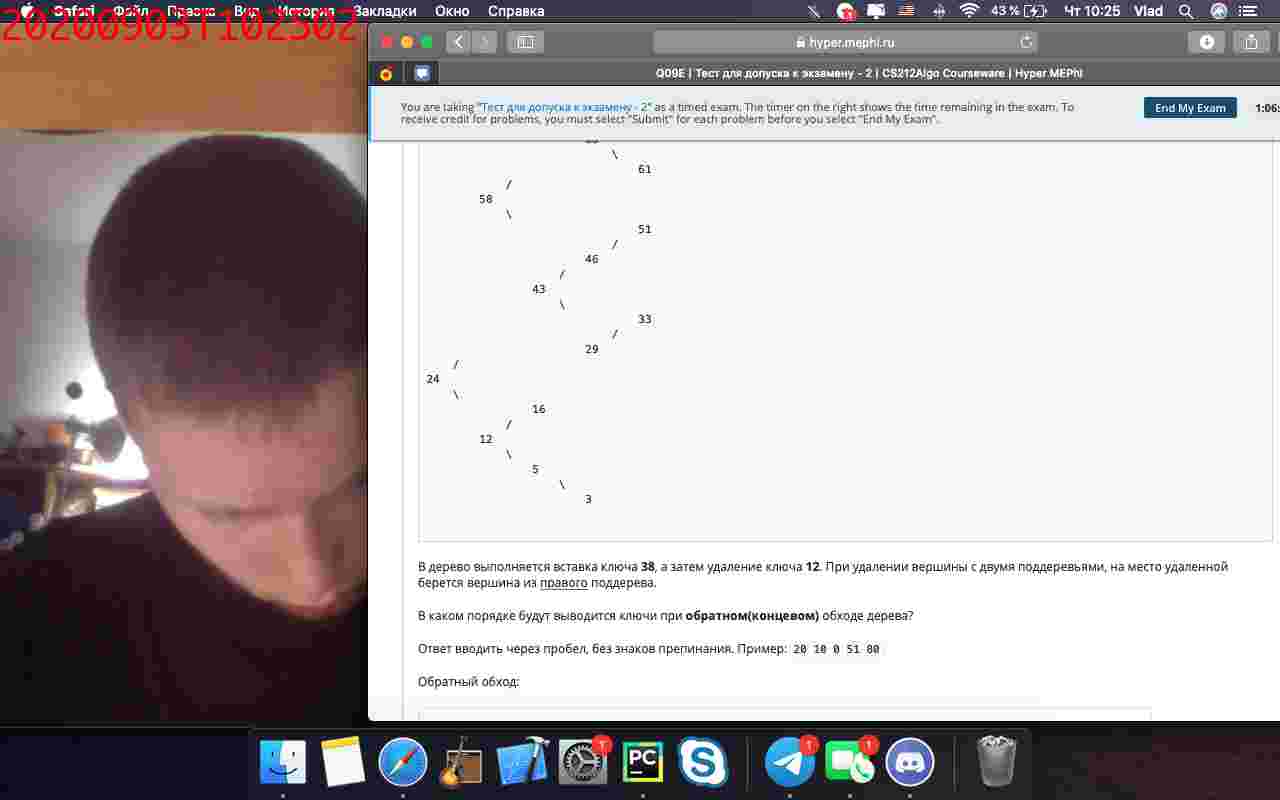 20200903T102502
Safari Файл Правка Вид История Закладки Окно Справка
43 % Чт 10:25 Vlad
hyper.mephi.ru
Q09E | Тест для допуска к экзамену - 2 | CS212Algo Courseware | Hyper MEPhI
You are taking "Тест для допуска к экзамену - 2" as a timed exam. The timer on the right shows the time remaining in the exam. To
receive credit for problems, you must select "Submit" for each problem before you select "End My Exam".
End My Exam
1:06:
\
61
/
58
\
51
/
46
/
43
\
33
/
29
/
24
\
16
/
12
\
5
\
3
В дерево выполняется вставка ключа 38, а затем удаление ключа 12. При удалении вершины с двумя поддеревьями, на место удаленной
берется вершина из правого поддерева.
В каком порядке будут выводится ключи при обратном(концевом) обходе дерева?
Ответ вводить через пробел, без знаков препинания. Пример: 20 10 0 51 80
Обратный обход:
PC
1
1